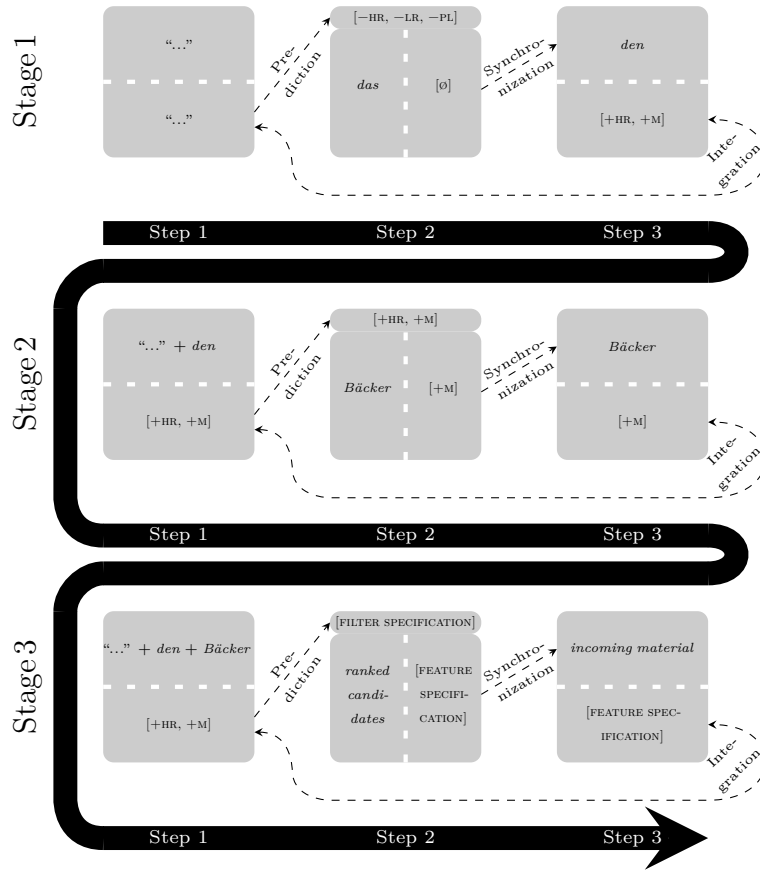 Stage 1
“...”
“...”
Pre-
diction
[−HR, −LR, −PL]
das
[ø]
Synchro-
nization
den
[+HR, +M]
Inte-
gration
Step 1
Step 2
Step 3
Stage 2
“...” + den
[+HR, +M]
Pre-
diction
[+HR, +M]
Bäcker
[+M]
Synchro-
nization
Bäcker
[+M]
Inte-
gration
Step 1
Step 2
Step 3
Stage 3
“...” + den + Bäcker
[+HR, +M]
Pre-
diction
[FILTER SPECIFICATION]
ranked
candi-
dates
[FEATURE
SPECIFI-
CATION]
Synchro-
nization
incoming material
[FEATURE SPEC-
IFICATION]
Inte-
gration
Step 1
Step 2
Step 3